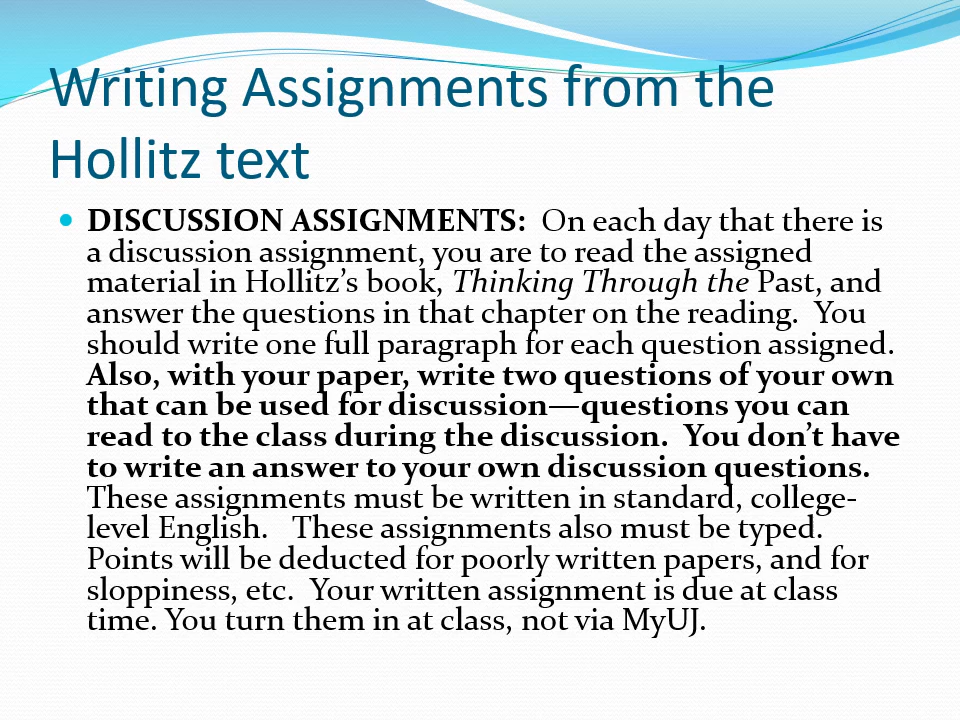 Writing Assignments from the
Hollitz text
• DISCUSSION ASSIGNMENTS:  On each day that there is
a discussion assignment, you are to read the assigned
material in Hollitz’s book, Thinking Through the Past, and
answer the questions in that chapter on the reading.  You
should write one full paragraph for each question assigned.
Also, with your paper, write two questions of your own
that can be used for discussion—questions you can
read to the class during the discussion.  You don’t have
to write an answer to your own discussion questions.
These assignments must be written in standard, college-
level English.   These assignments also must be typed.
Points will be deducted for poorly written papers, and for
sloppiness, etc.  Your written assignment is due at class
time. You turn them in at class, not via MyUJ.